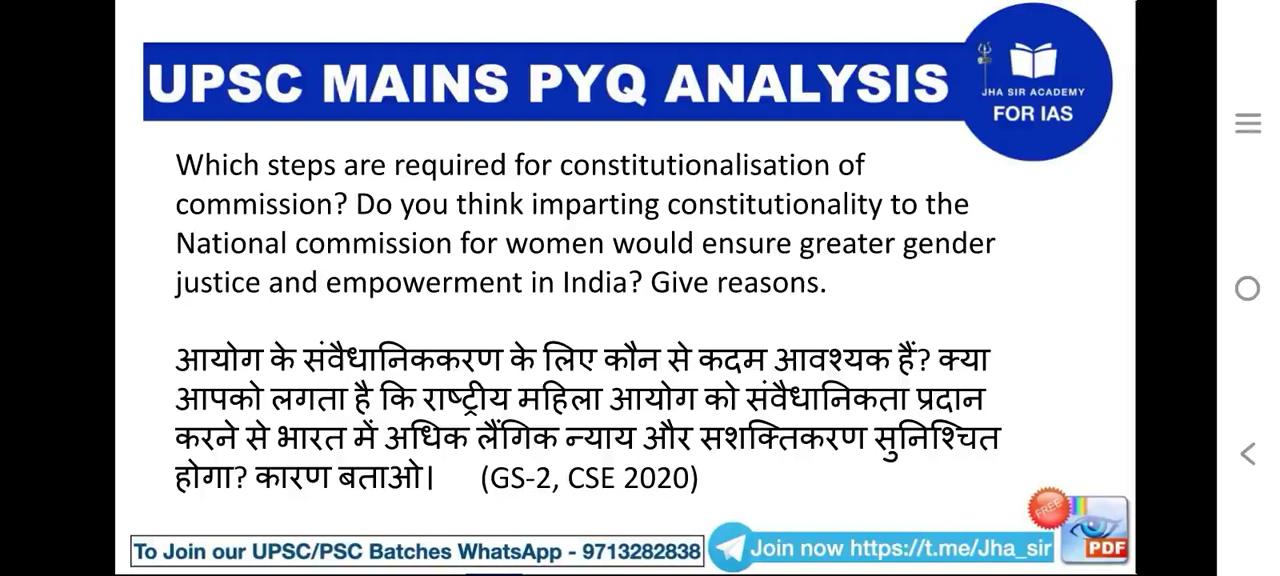 UPSC MAINS PYQ ANALYSIS
JHA SIR ACADEMY
FOR IAS
Which steps are required for constitutionalisation of
commission? Do you think imparting constitutionality to the
National commission for women would ensure greater gender
justice and empowerment in India? Give reasons.
आयोग के संवैधानिककरण के लिए कौन से कदम आवश्यक हैं? क्या
आपको लगता है कि राष्ट्रीय महिला आयोग को संवैधानिकता प्रदान
करने से भारत में अधिक लैंगिक न्याय और सशक्तिकरण सुनिश्चित
होगा? कारण बताओ। (GS-2, CSE 2020)
FREE
To Join our UPSC/PSC Batches WhatsApp - 9713282838
Join now https://t.me/Jha_sir
PDF